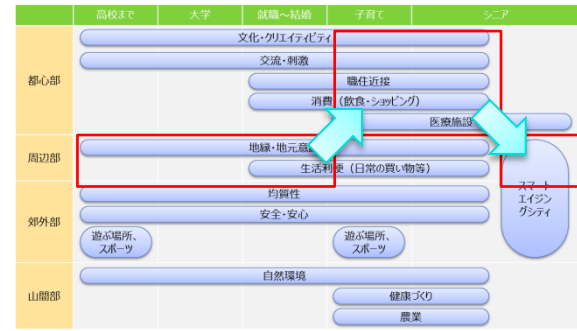 高校まで 大学 就職～結婚 子育て シニア
都心部
文化・クリエイティビティ
交流・刺激
職住近接
消費（飲食・ショッピング）
医療施設
周辺部
地縁・地元意
生活利便（日常の買い物等）
スマート
エイジン
グシティ
郊外部
均質性
安全・安心
遊ぶ場所、
スポーツ
遊ぶ場所、
スポーツ
山間部
自然環境
健康づくり
農業